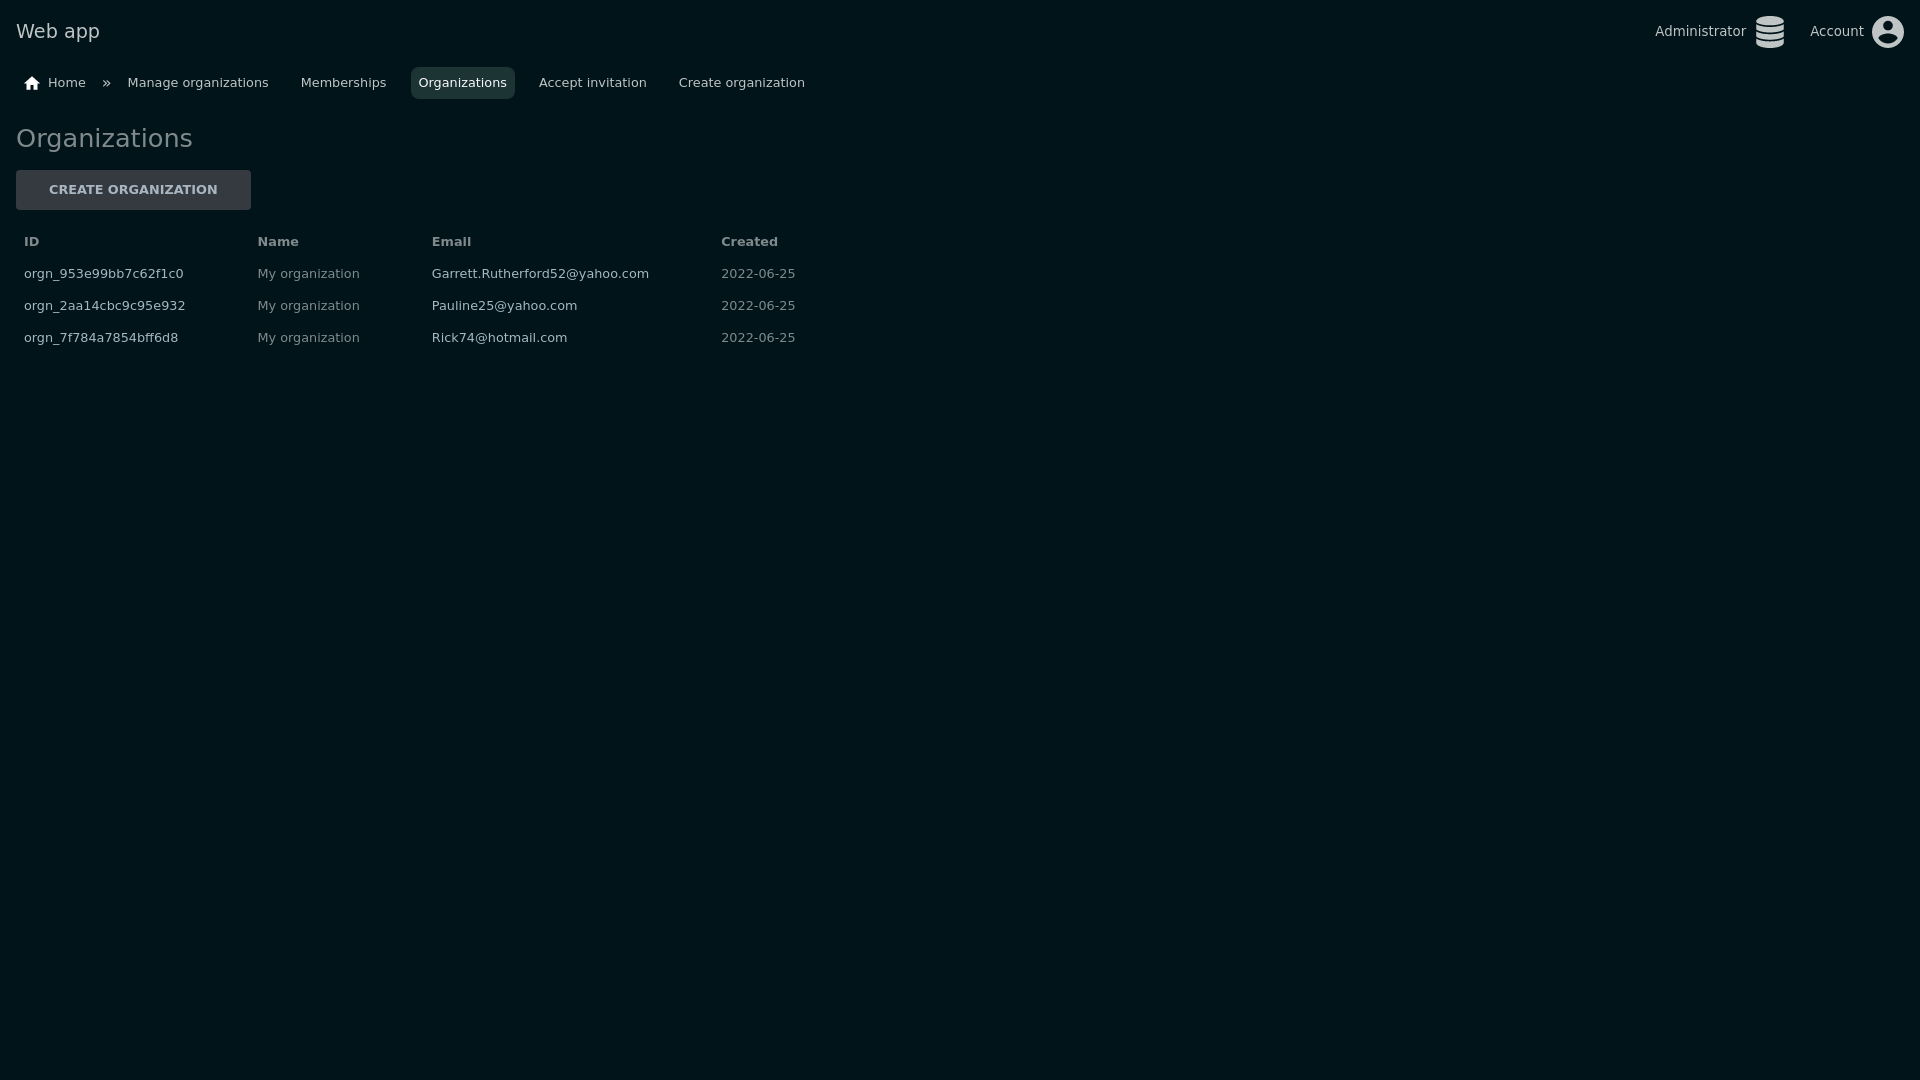 Web app
Administrator
Account
Home » Manage organizations Memberships Organizations Accept invitation Create organization
Organizations
CREATE ORGANIZATION
ID Name Email Created
orgn_953e99bb7c62f1c0 My organization Garrett.Rutherford52@yahoo.com 2022-06-25
orgn_2aa14cbc9c95e932 My organization Pauline25@yahoo.com 2022-06-25
orgn_7f784a7854bff6d8 My organization Rick74@hotmail.com 2022-06-25